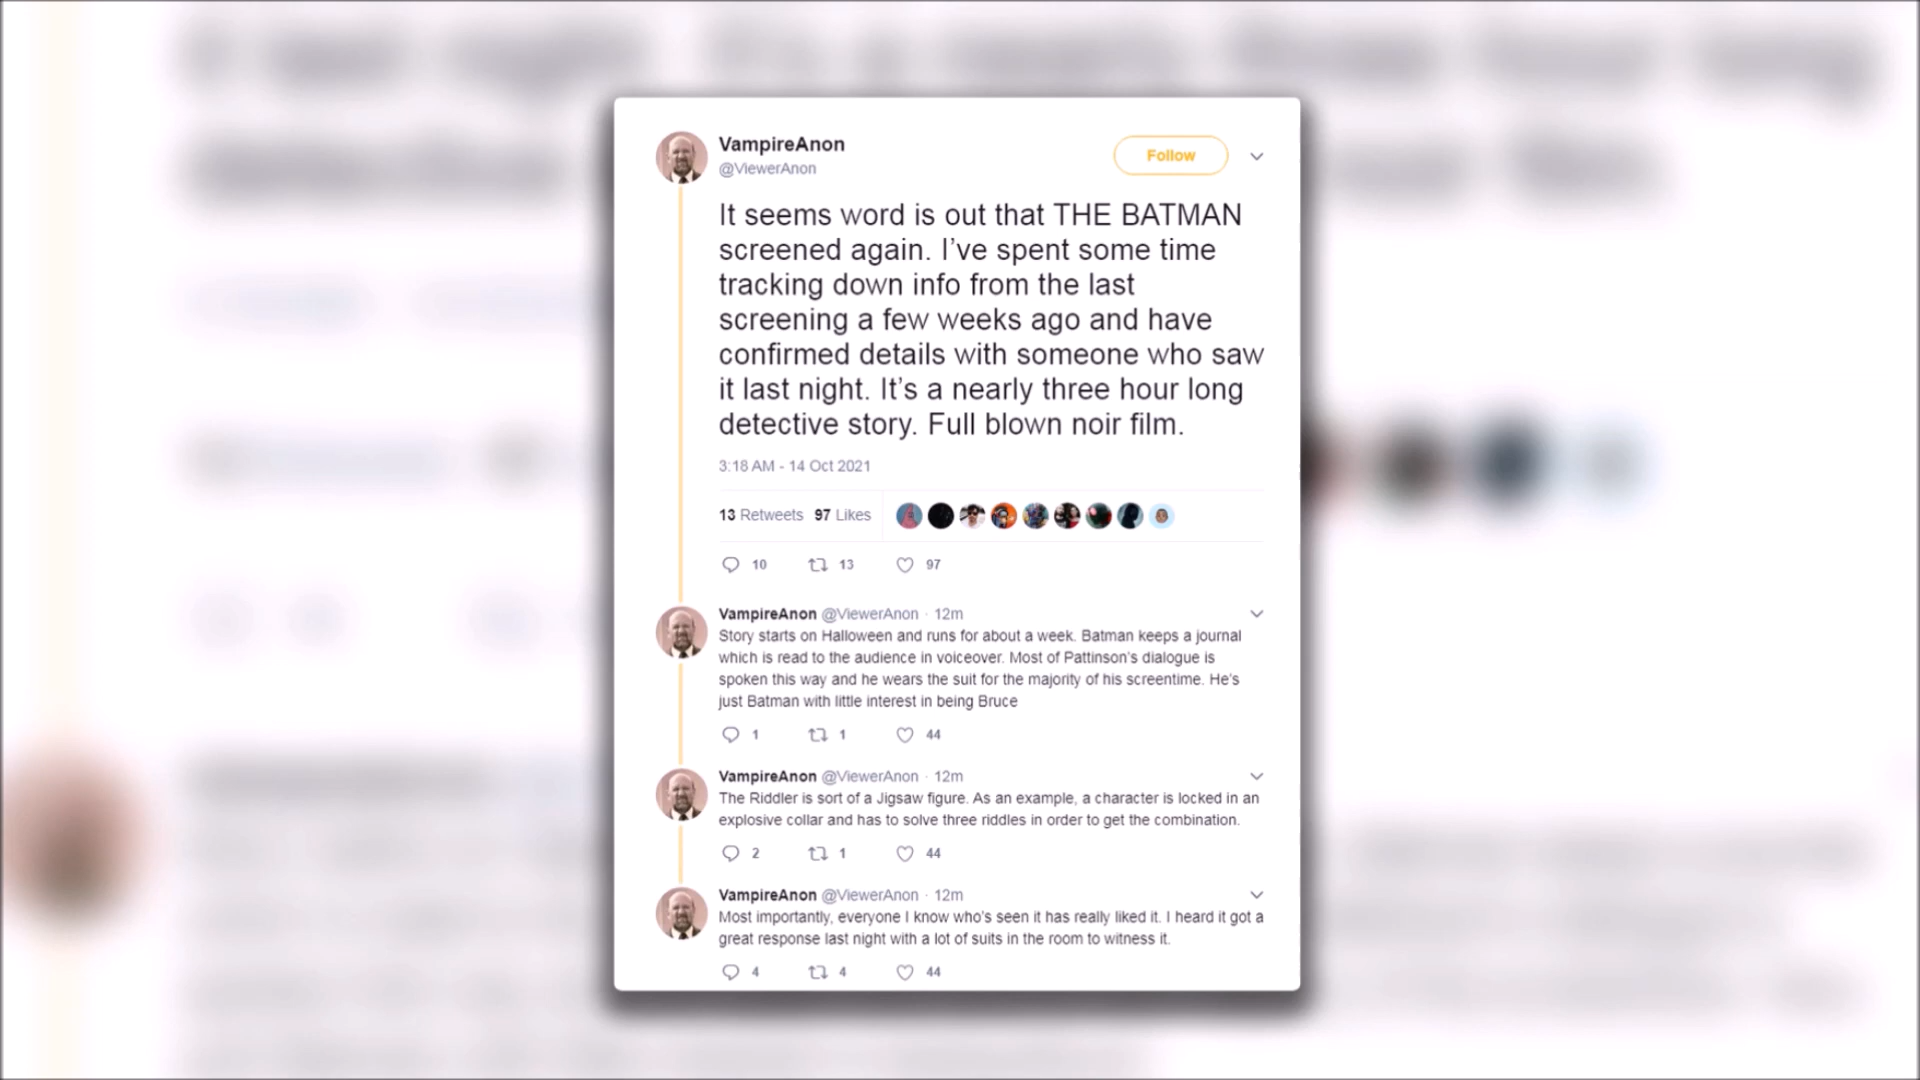 VampireAnon
@ViewerAnon
Follow
It seems word is out that THE BATMAN
screened again. I’ve spent some time
tracking down info from the last
screening a few weeks ago and have
confirmed details with someone who saw
it last night. It’s a nearly three hour long
detective story. Full blown noir film.
3:18 AM - 14 Oct 2021
13 Retweets 97 Likes
10 13 97
VampireAnon @ViewerAnon · 12m
Story starts on Halloween and runs for about a week. Batman keeps a journal
which is read to the audience in voiceover. Most of Pattinson’s dialogue is
spoken this way and he wears the suit for the majority of his screentime. He’s
just Batman with little interest in being Bruce
1 1 44
VampireAnon @ViewerAnon · 12m
The Riddler is sort of a Jigsaw figure. As an example, a character is locked in an
explosive collar and has to solve three riddles in order to get the combination.
2 1 44
VampireAnon @ViewerAnon · 12m
Most importantly, everyone I know who’s seen it has really liked it. I heard it got a
great response last night with a lot of suits in the room to witness it.
4 4 44